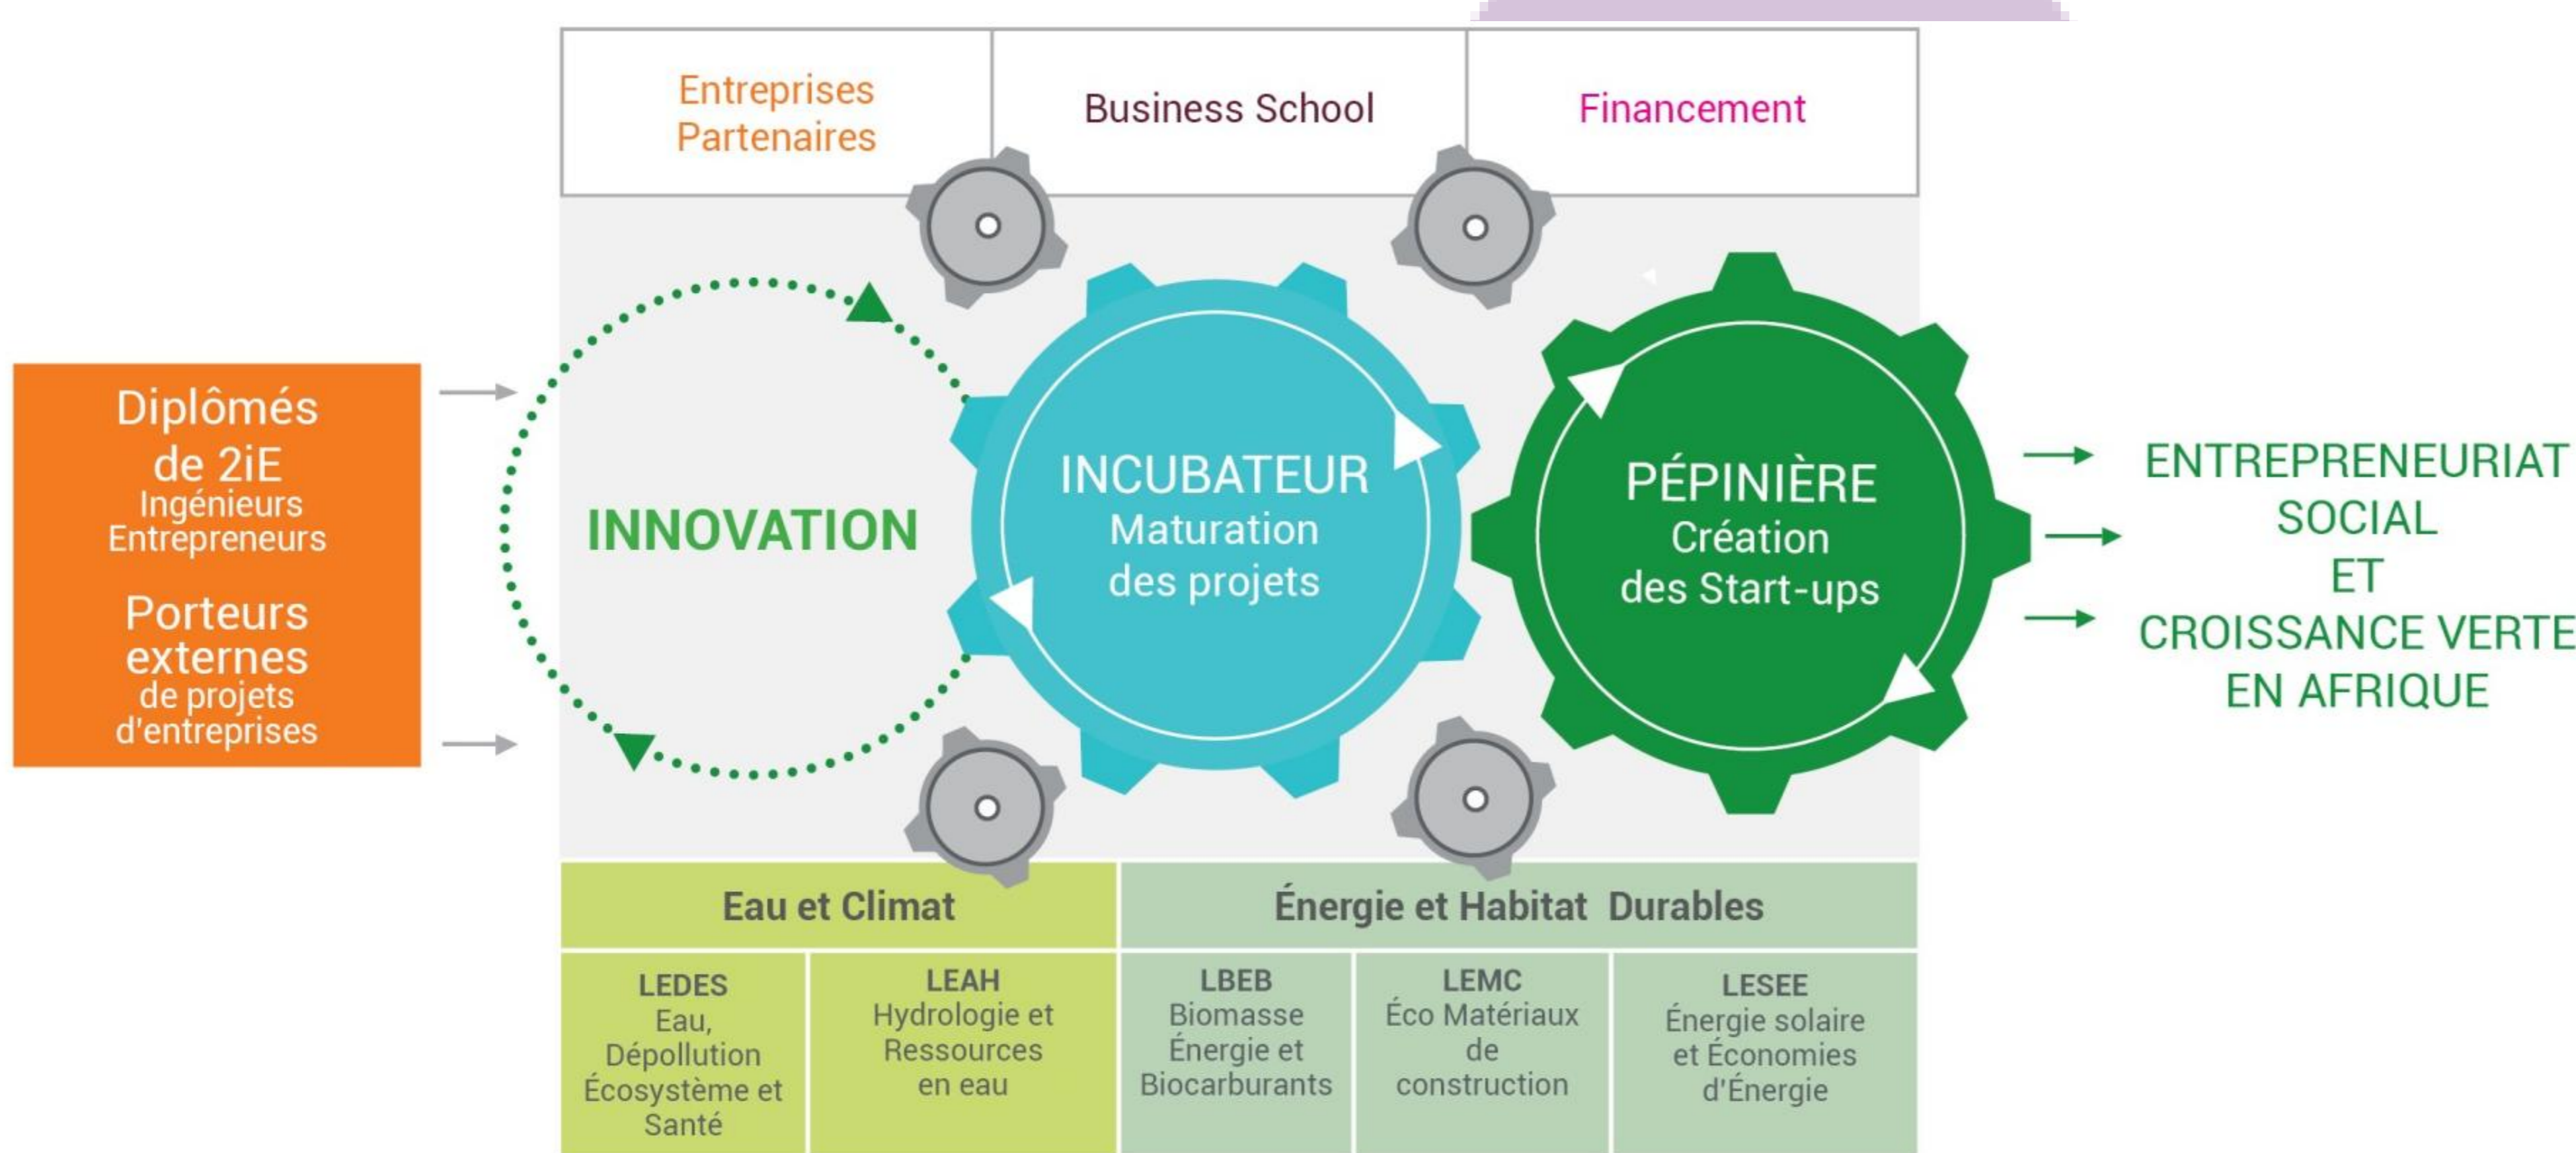 Entreprises
Partenaires
Business School
Financement
Diplômés
de 2iE
Ingénieurs
Entrepreneurs
Porteurs
externes
de projets
d'entreprises
INNOVATION
INCUBATEUR
Maturation
des projets
PÉPINIÈRE
Création
des Start-ups
ENTREPRENEURIAT
SOCIAL
ET
CROISSANCE VERTE
EN AFRIQUE
Eau et Climat
Énergie et Habitat Durables
LEDES
Eau,
Dépollution
Écosystème et
Santé
LEAH
Hydrologie et
Ressources
en eau
LBEB
Biomasse
Énergie et
Biocarburants
LEMC
Éco Matériaux
de
construction
LESEE
Énergie solaire
et Économies
d'Énergie